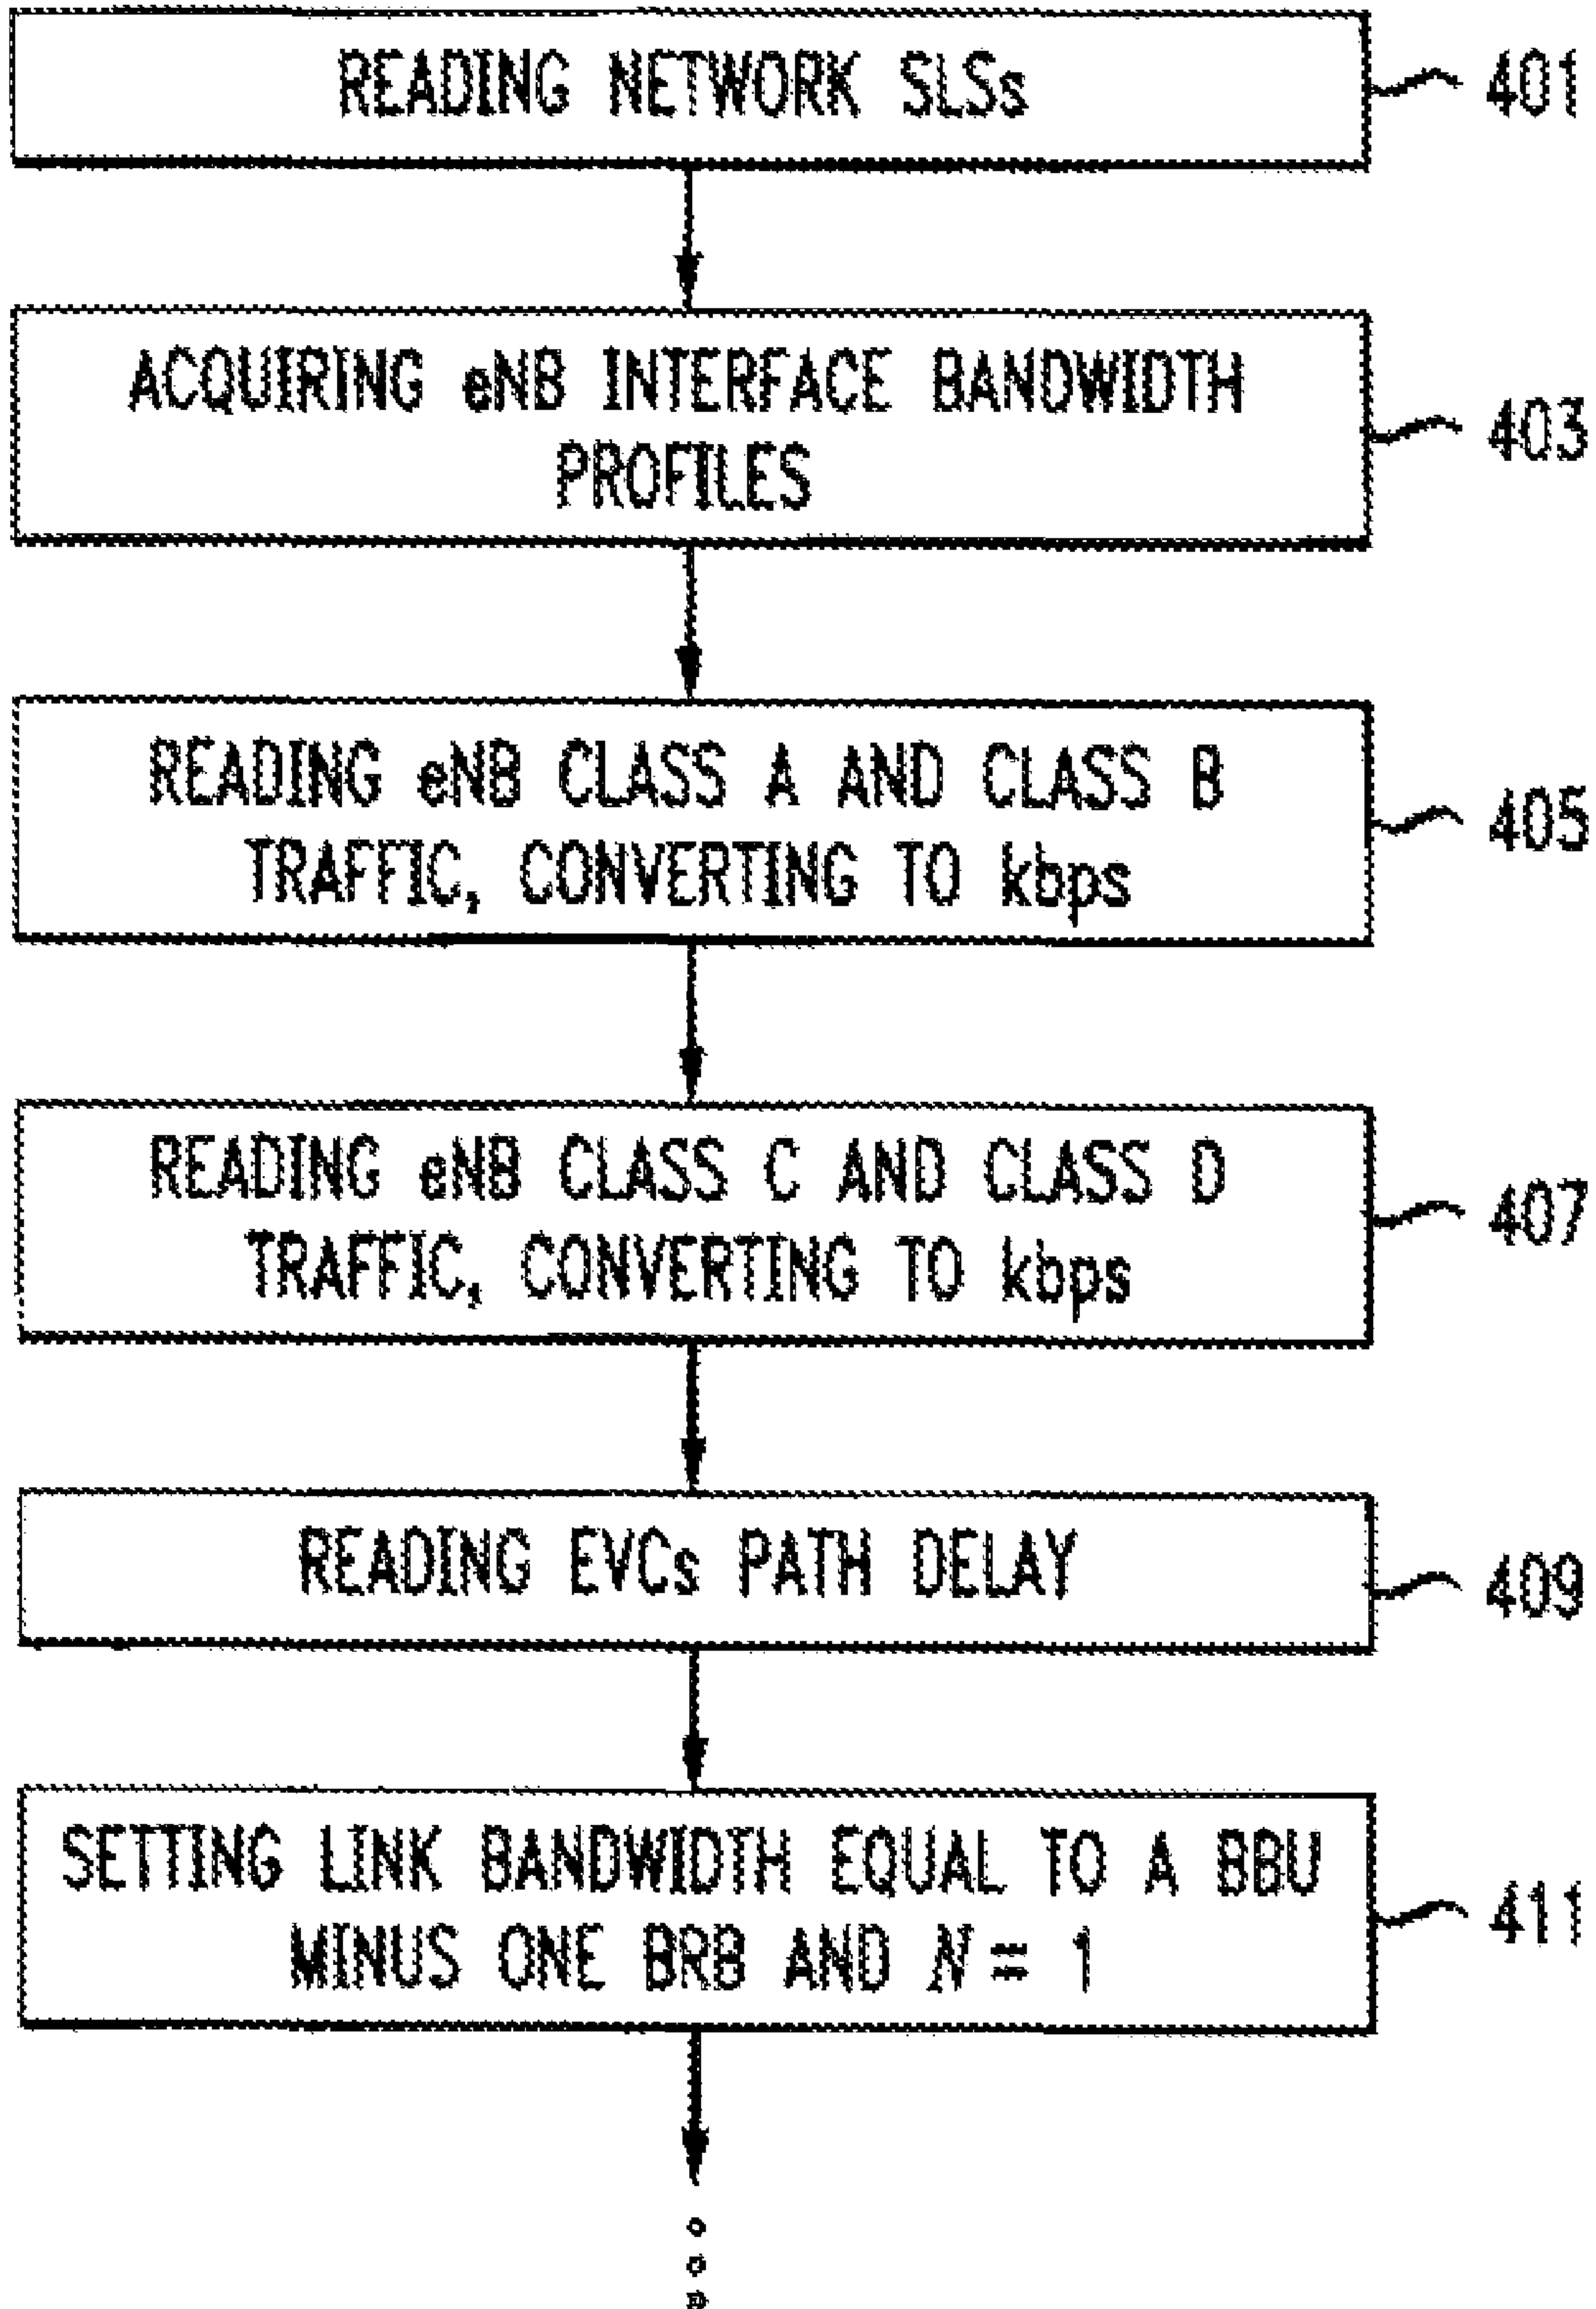 READING NETWORK SLSs
401
ACQUIRING eNB INTERFACE BANDWIDTH
PROFILES
403
READING eNB CLASS A AND CLASS B
TRAFFIC, CONVERTING TO kbps
405
READING eNB CLASS C AND CLASS D
TRAFFIC, CONVERTING TO kbps
407
READING EVCs PATH DELAY
409
SETTING LINK BANDWIDTH EQUAL TO A BBU
MINUS ONE BRB AND N = 1
411